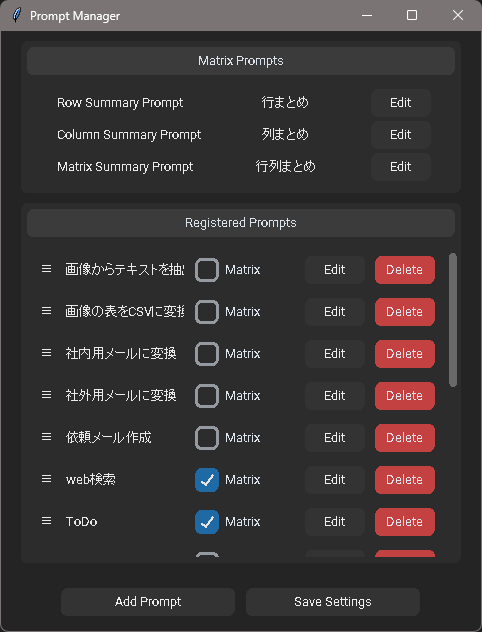 Prompt Manager
Matrix Prompts
Row Summary Prompt 行まとめ Edit
Column Summary Prompt 列まとめ Edit
Matrix Summary Prompt 行列まとめ Edit
Registered Prompts
画像からテキストを抽 Matrix Edit Delete
画像の表をCSVに変換 Matrix Edit Delete
社内用メールに変換 Matrix Edit Delete
社外用メールに変換 Matrix Edit Delete
依頼メール作成 Matrix Edit Delete
web検索 Matrix Edit Delete
ToDo Matrix Edit Delete
Add Prompt Save Settings